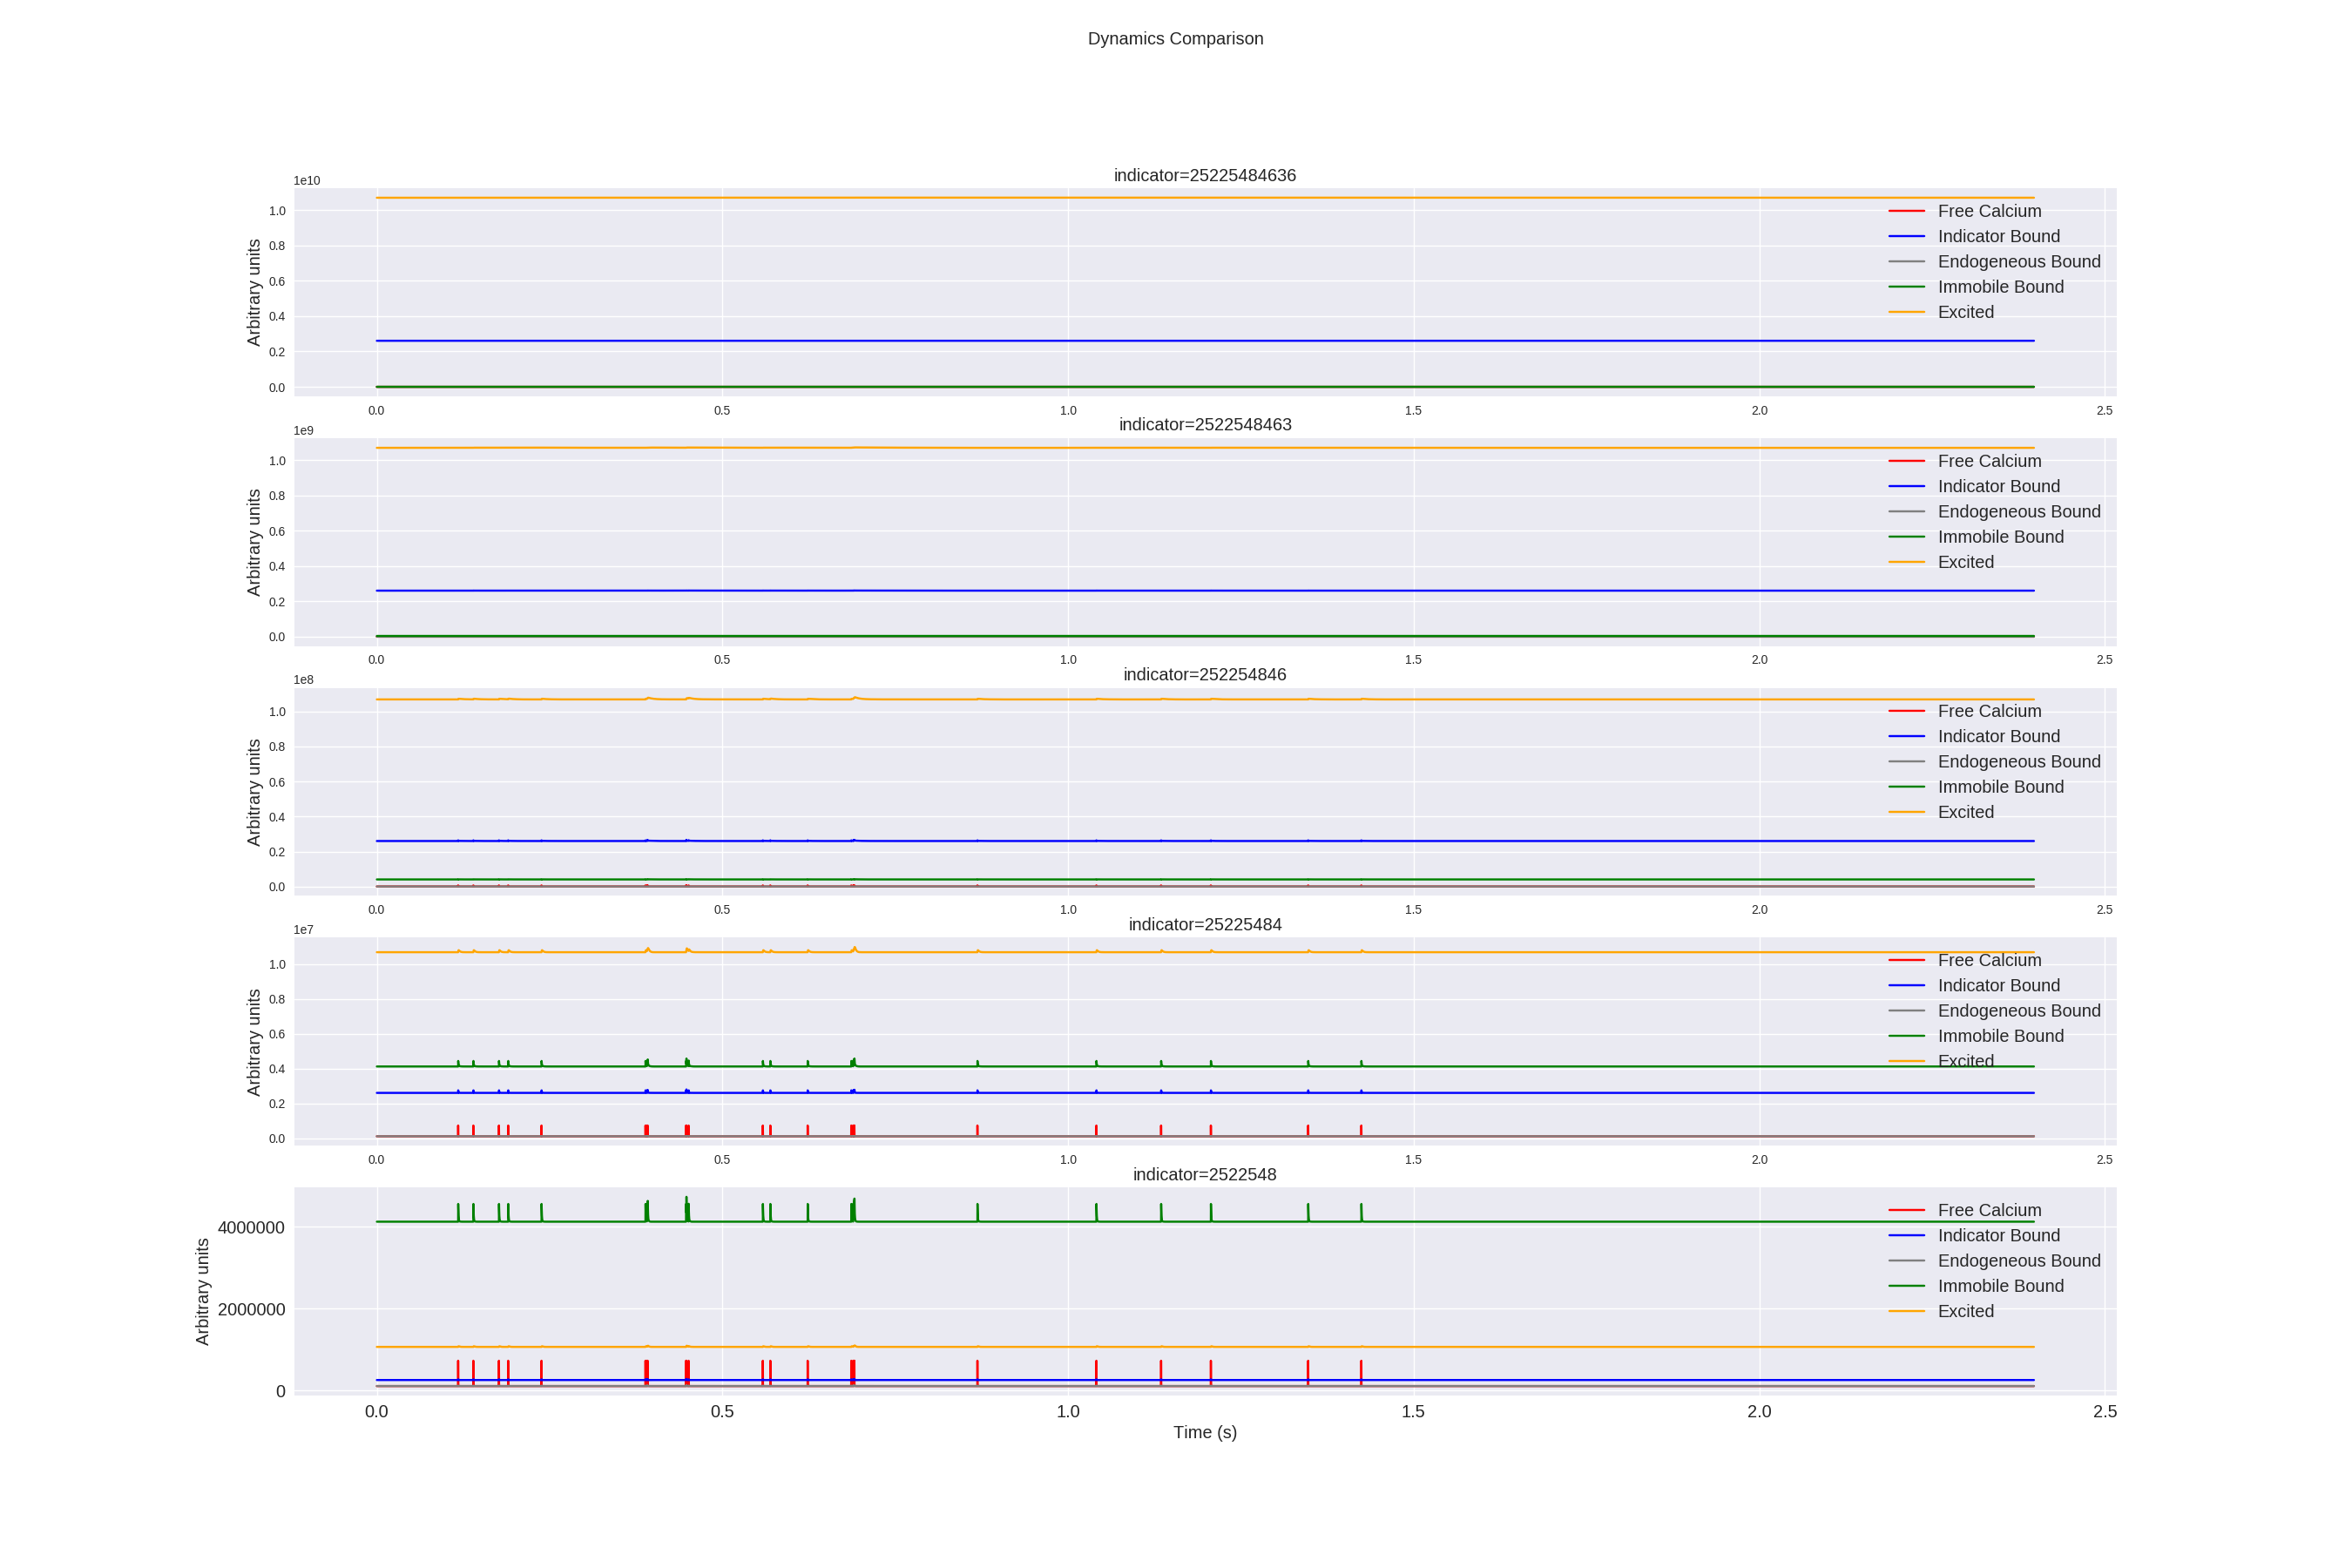 Dynamics Comparison
indicator=25225484636
1e10
Arbitrary units
1.0
0.8
0.6
0.4
0.2
0.0
Free Calcium
Indicator Bound
Endogeneous Bound
Immobile Bound
Excited
0.0 0.5 1.0 1.5 2.0 2.5
indicator=2522548463
1e9
Arbitrary units
1.0
0.8
0.6
0.4
0.2
0.0
Free Calcium
Indicator Bound
Endogeneous Bound
Immobile Bound
Excited
0.0 0.5 1.0 1.5 2.0 2.5
indicator=252254846
1e8
Arbitrary units
1.0
0.8
0.6
0.4
0.2
0.0
Free Calcium
Indicator Bound
Endogeneous Bound
Immobile Bound
Excited
0.0 0.5 1.0 1.5 2.0 2.5
indicator=25225484
1e7
Arbitrary units
1.0
0.8
0.6
0.4
0.2
0.0
Free Calcium
Indicator Bound
Endogeneous Bound
Immobile Bound
Excited
0.0 0.5 1.0 1.5 2.0 2.5
indicator=2522548
Arbitrary units
4000000
2000000
0
Free Calcium
Indicator Bound
Endogeneous Bound
Immobile Bound
Excited
0.0 0.5 1.0 1.5 2.0 2.5
Time (s)